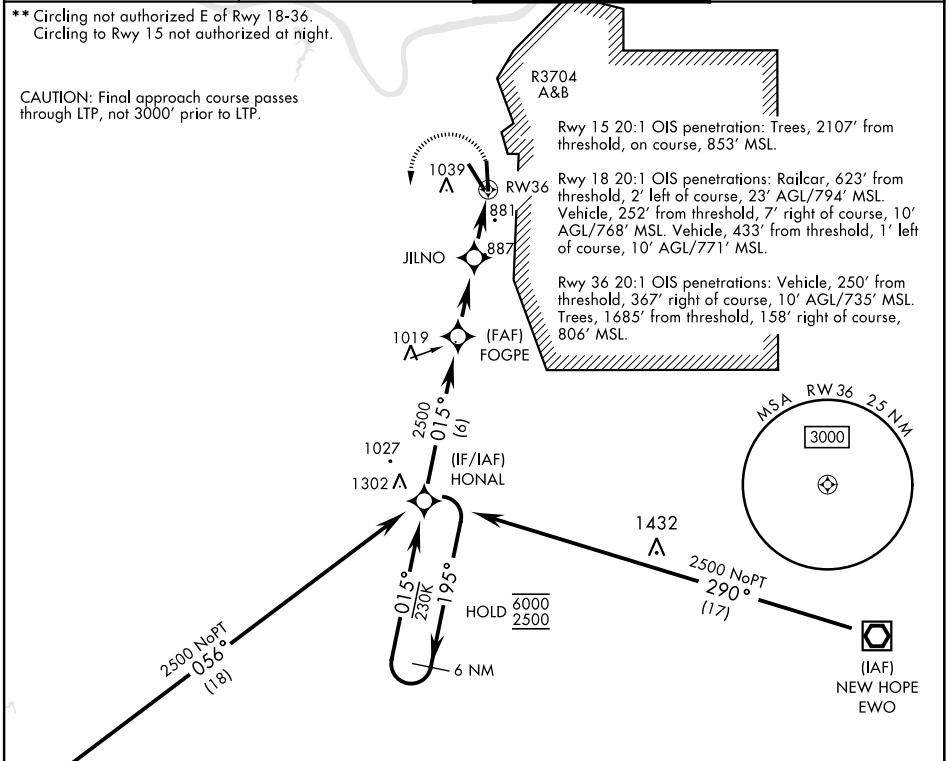 ** Circling not authorized E of Rwy 18-36.
Circling to Rwy 15 not authorized at night.
CAUTION: Final approach course passes
through LTP, not 3000' prior to LTP.
R3704
A&B
Rwy 15 20:1 OIS penetration: Trees, 2107' from
threshold, on course, 853' MSL.
Rwy 18 20:1 OIS penetrations: Railcar, 623' from
threshold, 2' left of course, 23' AGL/794' MSL.
Vehicle, 252' from threshold, 7' right of course, 10'
AGL/768' MSL. Vehicle, 433' from threshold, 1' left
of course, 10' AGL/771' MSL.
Rwy 36 20:1 OIS penetrations: Vehicle, 250' from
threshold, 367' right of course, 10' AGL/735' MSL.
Trees, 1685' from threshold, 158' right of course,
806' MSL.
1039
RW36
881
JILNO
887
1019
(FAF)
FOGPE
2500
015°
(6)
MSA RW36 25 NM
3000
1027
1302
(IF/IAF)
HONAL
1432
2500 NoPT
290°
(17)
015°
230K
195°
HOLD
6000
2500
6 NM
2500 NoPT
056°
(18)
(IAF)
NEW HOPE
EWO